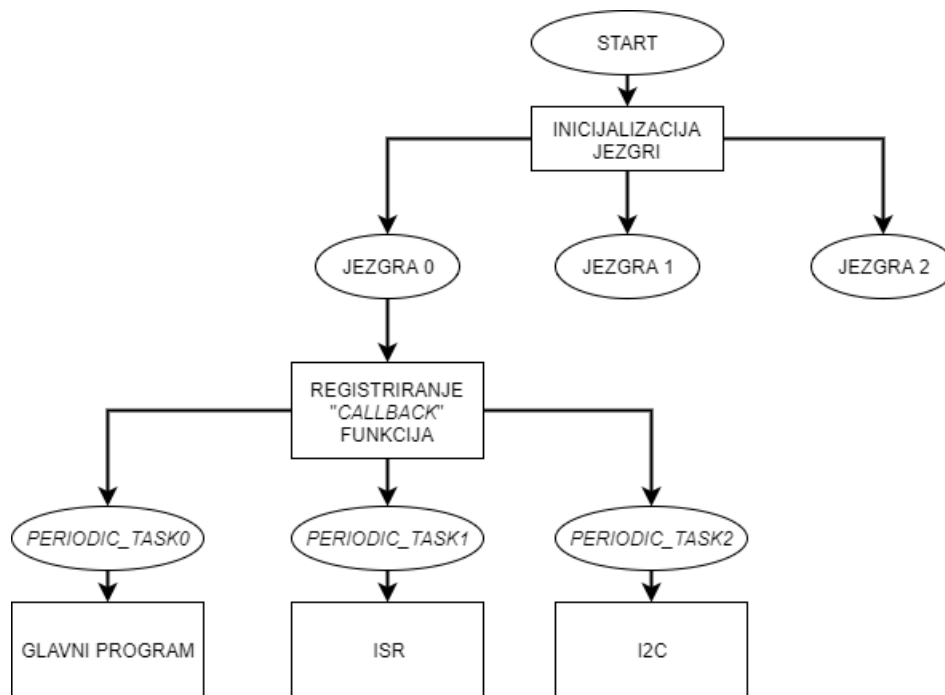 START
INICIJALIZACIJA
JEZGRI
JEZGRA 0
JEZGRA 1
JEZGRA 2
REGISTRIRANJE
"CALLBACK"
FUNKCIJA
PERIODIC_TASK0
PERIODIC_TASK1
PERIODIC_TASK2
GLAVNI PROGRAM
ISR
I2C